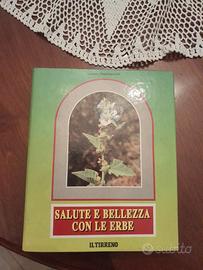 SALUTE E BELLEZZA
CON LE ERBE
IL TIRRENO
subito